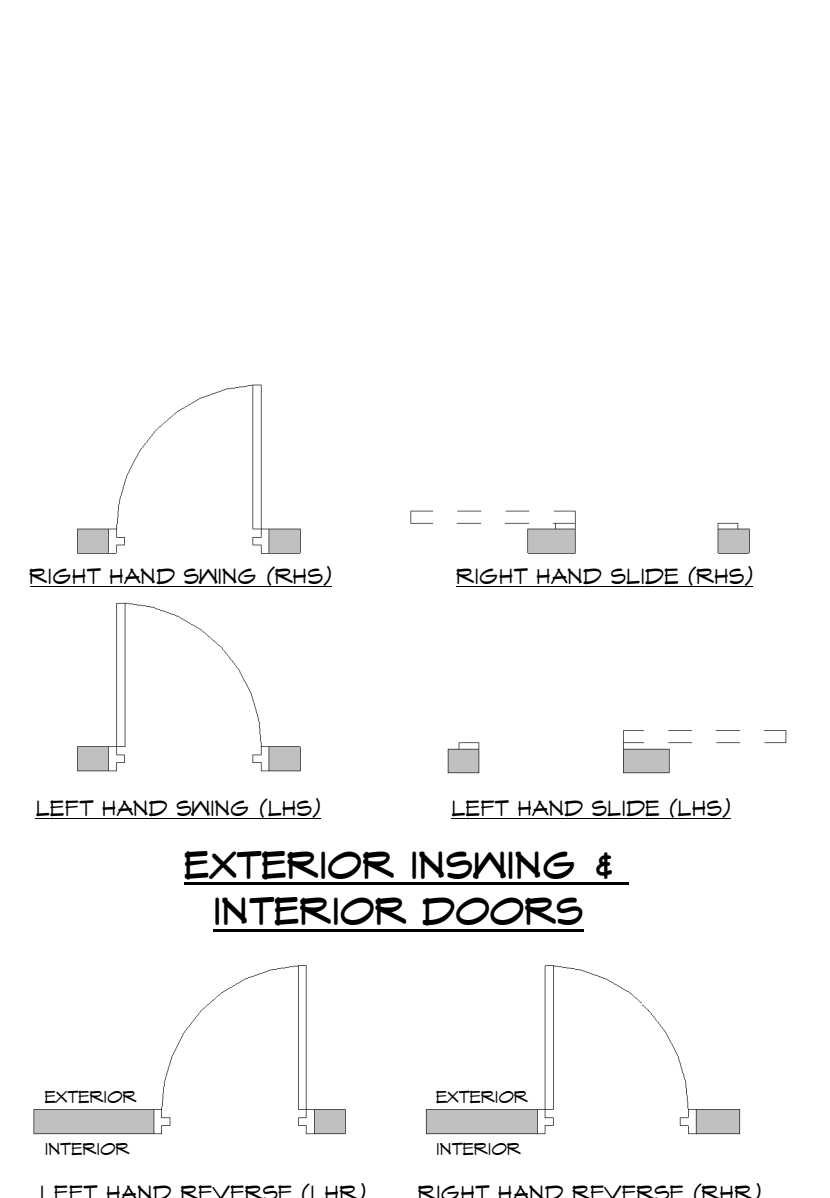 RIGHT HAND SWING (RHS)
RIGHT HAND SLIDE (RHS)
LEFT HAND SWING (LHS)
LEFT HAND SLIDE (LHS)
EXTERIOR INSWING &
INTERIOR DOORS
EXTERIOR
INTERIOR
EXTERIOR
INTERIOR
LEFT HAND REVERSE (LHR)
RIGHT HAND REVERSE (RHR)